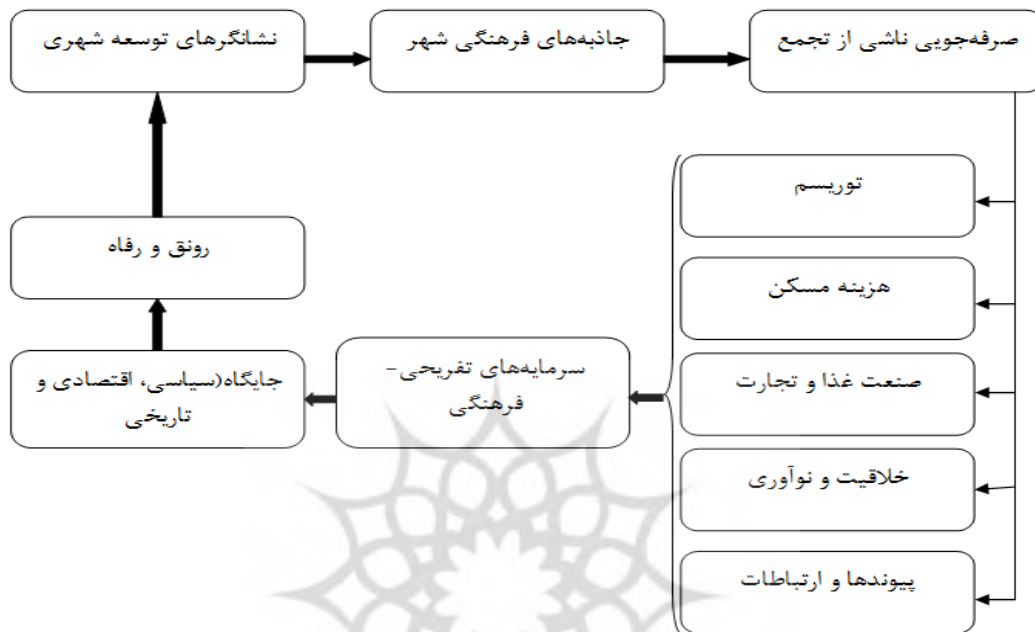 صرفه‌جویی ناشی از تجمع
جاذبه‌های فرهنگی شهر
نشانگرهای توسعه شهری
توریسم
هزینه مسکن
صنعت غذا و تجارت
خلاقیت و نوآوری
پیوندها و ارتباطات
سرمایه‌های تفریحی-
فرهنگی
جایگاه(سیاسی، اقتصادی و
تاریخی
رونق و رفاه